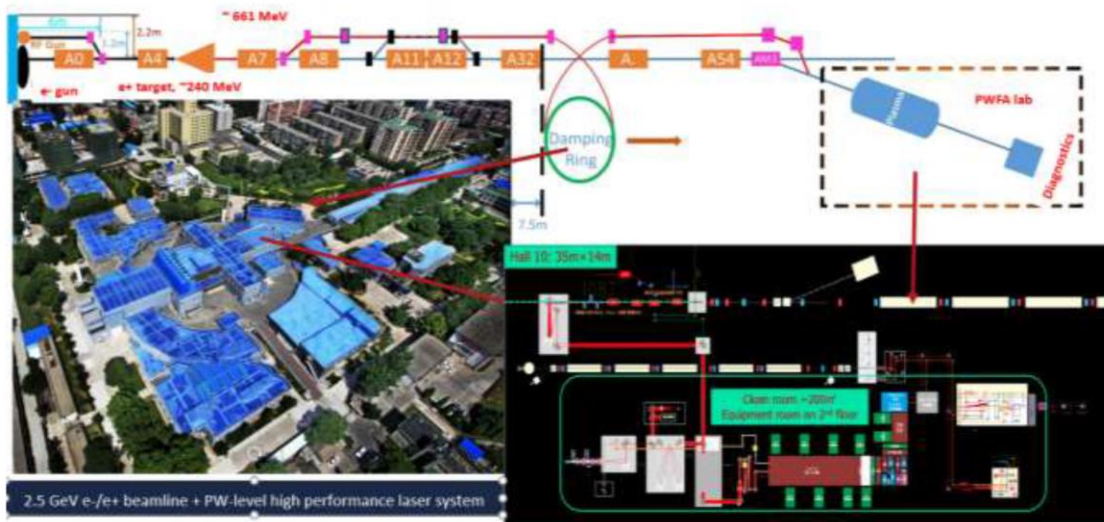 ~ 661 MeV
6m
2.2m
1.2m
RF Gun
A0
A4
A7
A8
A11
A12
A32
A.
A54
AM3
← gun
e+ target, ~240 MeV
Damping
Ring
7.5m
Plasma
PWFA lab
Diagnostics
Hall 10: 35m×14m
Clean room ~200㎡
Equipment room on 2nd floor
2.5 GeV e-/e+ beamline + PW-level high performance laser system